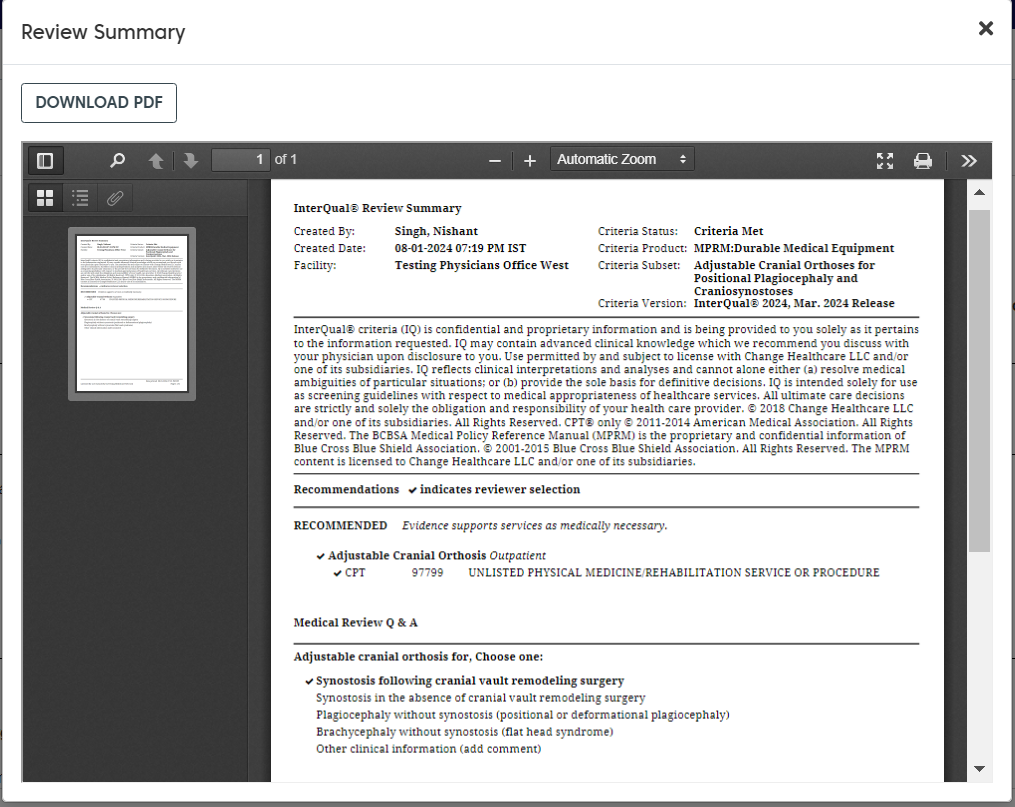 Review Summary
DOWNLOAD PDF
1 of 1
Automatic Zoom
InterQual® Review Summary
Created By: Singh, Nishant
Created Date: 08-01-2024 07:19 PM IST
Facility: Testing Physicians Office West
Criteria Status: Criteria Met
Criteria Product: MPRM:Durable Medical Equipment
Criteria Subset: Adjustable Cranial Orthoses for
Positional Plagiocephaly and
Craniosynostoses
Criteria Version: InterQual® 2024, Mar. 2024 Release
InterQual® criteria (IQ) is confidential and proprietary information and is being provided to you solely as it pertains
to the information requested. IQ may contain advanced clinical knowledge which we recommend you discuss with
your physician upon disclosure to you. Use permitted by and subject to license with Change Healthcare LLC and/or
one of its subsidiaries. IQ reflects clinical interpretations and analyses and cannot alone either (a) resolve medical
ambiguities of particular situations; or (b) provide the sole basis for definitive decisions. IQ is intended solely for use
as screening guidelines with respect to medical appropriateness of healthcare services. All ultimate care decisions
are strictly and solely the obligation and responsibility of your health care provider. © 2018 Change Healthcare LLC
and/or one of its subsidiaries. All Rights Reserved. CPT® only © 2011-2014 American Medical Association. All Rights
Reserved. The BCBSA Medical Policy Reference Manual (MPRM) is the proprietary and confidential information of
Blue Cross Blue Shield Association. © 2001-2015 Blue Cross Blue Shield Association. All Rights Reserved. The MPRM
content is licensed to Change Healthcare LLC and/or one of its subsidiaries.
Recommendations ✔ indicates reviewer selection
RECOMMENDED Evidence supports services as medically necessary.
✔ Adjustable Cranial Orthosis Outpatient
✔ CPT 97799 UNLISTED PHYSICAL MEDICINE/REHABILITATION SERVICE OR PROCEDURE
Medical Review Q & A
Adjustable cranial orthosis for, Choose one:
✔ Synostosis following cranial vault remodeling surgery
Synostosis in the absence of cranial vault remodeling surgery
Plagiocephaly without synostosis (positional or deformational plagiocephaly)
Brachycephaly without synostosis (flat head syndrome)
Other clinical information (add comment)